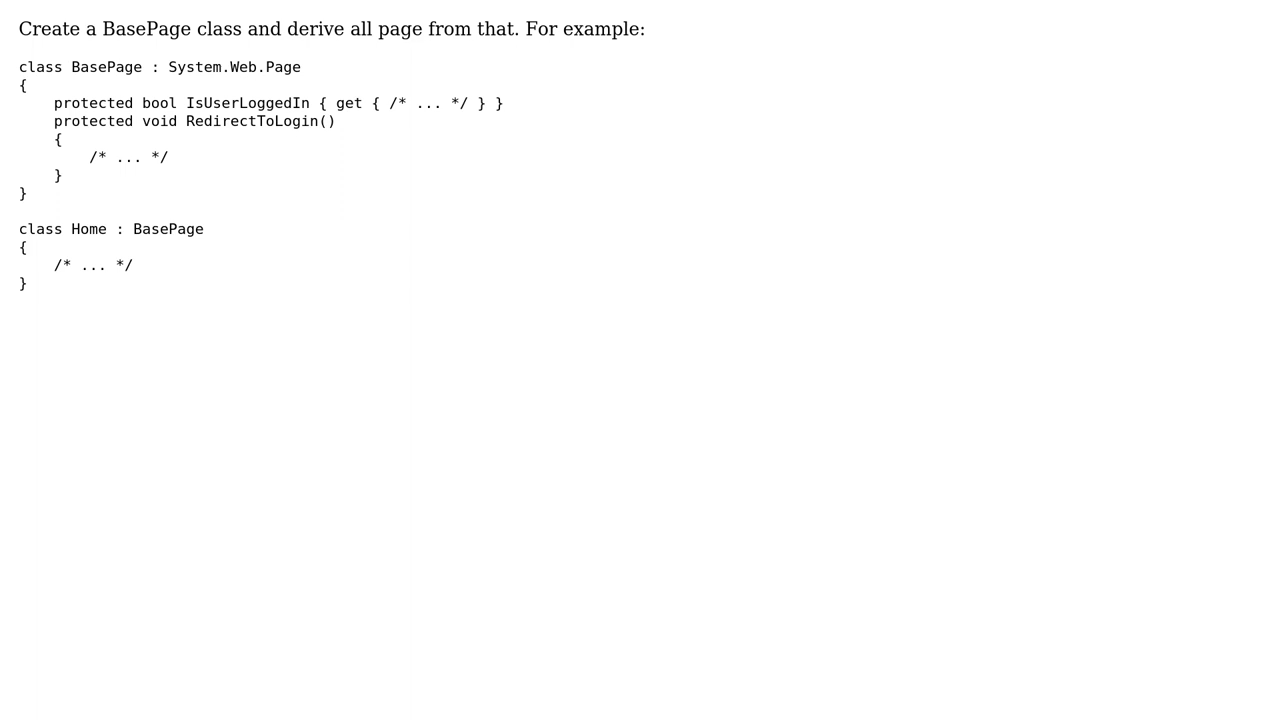 Create a BasePage class and derive all page from that. For example:
class BasePage : System.Web.Page
{
    protected bool IsUserLoggedIn { get { /* ... */ } }
    protected void RedirectToLogin()
    {
        /* ... */
    }
}
class Home : BasePage
{
    /* ... */
}